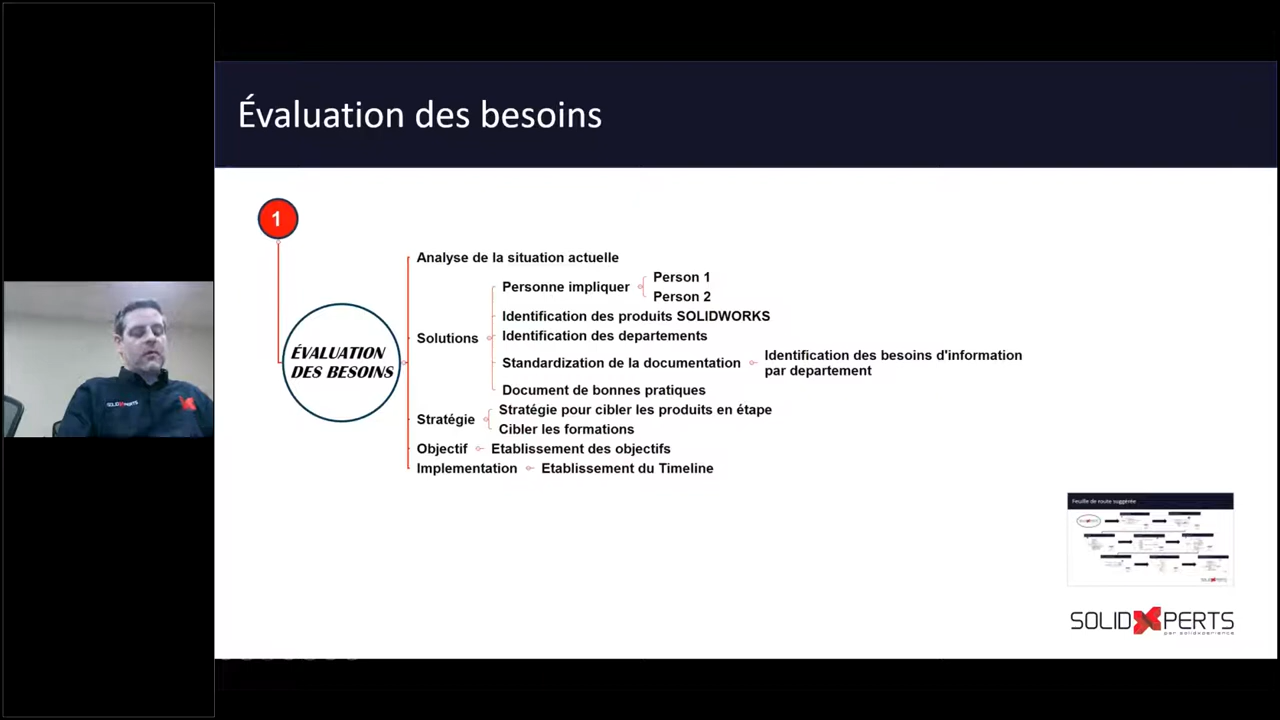 Évaluation des besoins
1
ÉVALUATION
DES BESOINS
Analyse de la situation actuelle
Solutions
Personne impliquer
Person 1
Person 2
Identification des produits SOLIDWORKS
Identification des departements
Standardization de la documentation
Identification des besoins d'information
par departement
Document de bonnes pratiques
Stratégie
Stratégie pour cibler les produits en étape
Cibler les formations
Objectif
Etablissement des objectifs
Implementation
Etablissement du Timeline
Feuille de route suggérée
SOLIDXPERTS
par solidxperience
SOLIDXPERTS